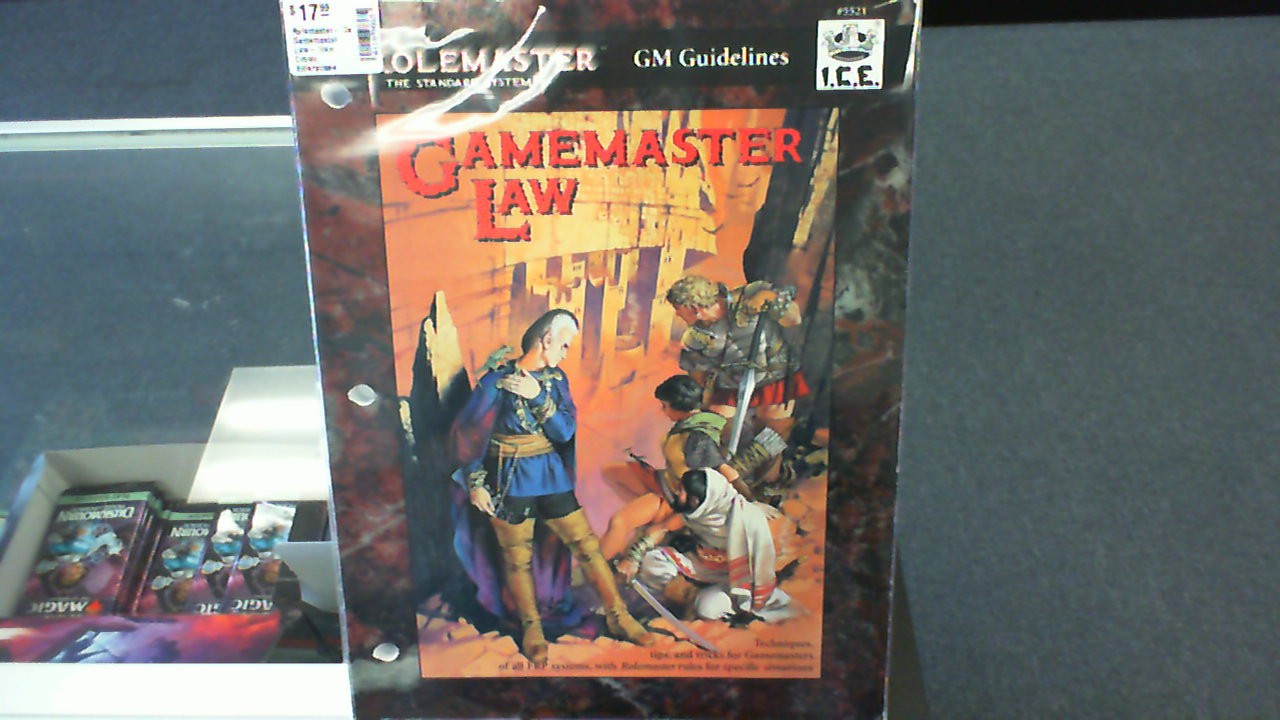 $17.99
#5521
ROLEMASTER
THE STANDARD SYSTEM
GM Guidelines
I.C.E.
GAMEMASTER
LAW
Techniques,
tips, and tricks for Gamemasters
of all FRP systems, with Rolemaster rules for specific situations
MAGIC